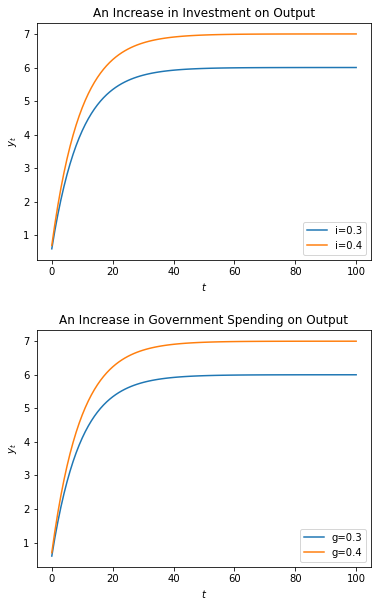 An Increase in Investment on Output
7
6
5
4
3
2
1
y_t
i=0.3
i=0.4
0 20 40 60 80 100
t
An Increase in Government Spending on Output
7
6
5
4
3
2
1
y_t
g=0.3
g=0.4
0 20 40 60 80 100
t